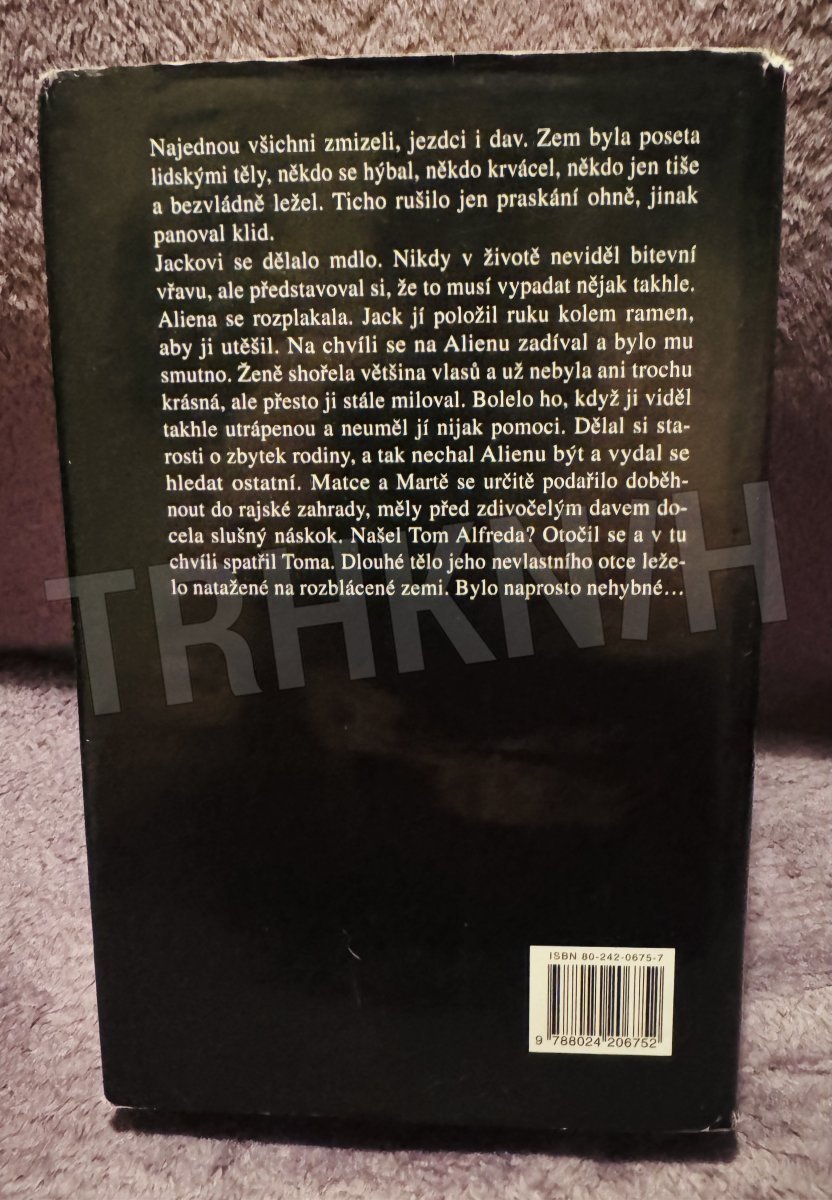 Najednou všichni zmizeli, jezdci i dav. Zem byla poseta
lidskými těly, někdo se hýbal, někdo krvácel, někdo jen tiše
a bezvládně ležel. Ticho rušilo jen praskání ohně, jinak
panoval klid.
Jackovi se dělalo mdlo. Nikdy v životě neviděl bitevní
vřavu, ale představoval si, že to musí vypadat nějak takhle.
Aliena se rozplakala. Jack jí položil ruku kolem ramen,
aby ji utěšil. Na chvíli se na Alienu zadíval a bylo mu
smutno. Ženě shořela většina vlasů a už nebyla ani trochu
krásná, ale přesto ji stále miloval. Bolelo ho, když ji viděl
takhle utrápenou a neuměl jí nijak pomoci. Dělal si sta-
rosti o zbytek rodiny, a tak nechal Alienu být a vydal se
hledat ostatní. Matce a Martě se určitě podařilo doběh-
nout do rajské zahrady, měly před zdivočelým davem do-
cela slušný náskok. Našel Tom Alfreda? Otočil se a v tu
chvíli spatřil Toma. Dlouhé tělo jeho nevlastního otce leže-
lo natažené na rozblácené zemi. Bylo naprosto nehybné...
TRHKNIH
ISBN 80-242-0675-7
9 788024 206752